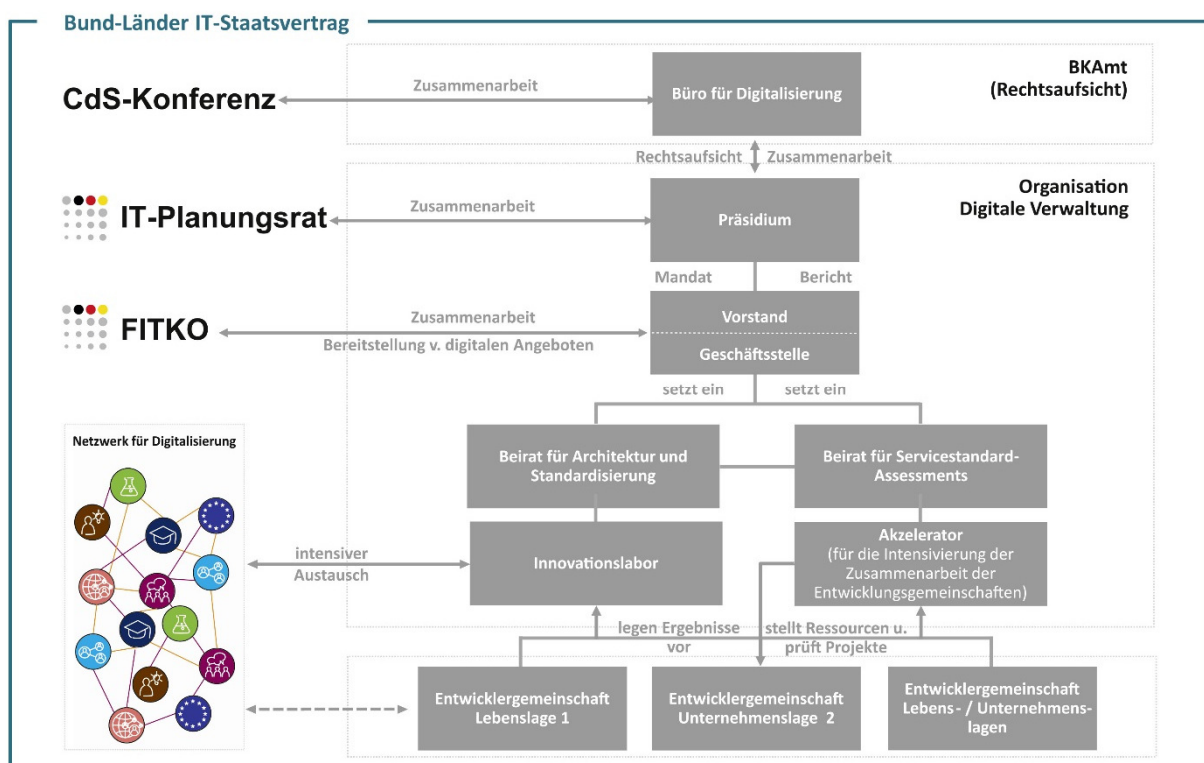 Bund-Länder IT-Staatsvertrag
CdS-Konferenz
Zusammenarbeit
Büro für Digitalisierung
BKAmt
(Rechtsaufsicht)
Rechtsaufsicht
Zusammenarbeit
IT-Planungsrat
Zusammenarbeit
Präsidium
Organisation
Digitale Verwaltung
Mandat
Bericht
FITKO
Zusammenarbeit
Bereitstellung v. digitalen Angeboten
Vorstand
Geschäftsstelle
setzt ein
setzt ein
Netzwerk für Digitalisierung
Beirat für Architektur und
Standardisierung
Beirat für Servicestandard-
Assessments
intensiver
Austausch
Innovationslabor
Akzelerator
(für die Intensivierung der
Zusammenarbeit der
Entwicklungsgemeinschaften)
legen Ergebnisse
vor
stellt Ressourcen u.
prüft Projekte
Entwicklergemeinschaft
Lebenslage 1
Entwicklergemeinschaft
Unternehmenslage 2
Entwicklergemeinschaft
Lebens- / Unternehmens-
lagen